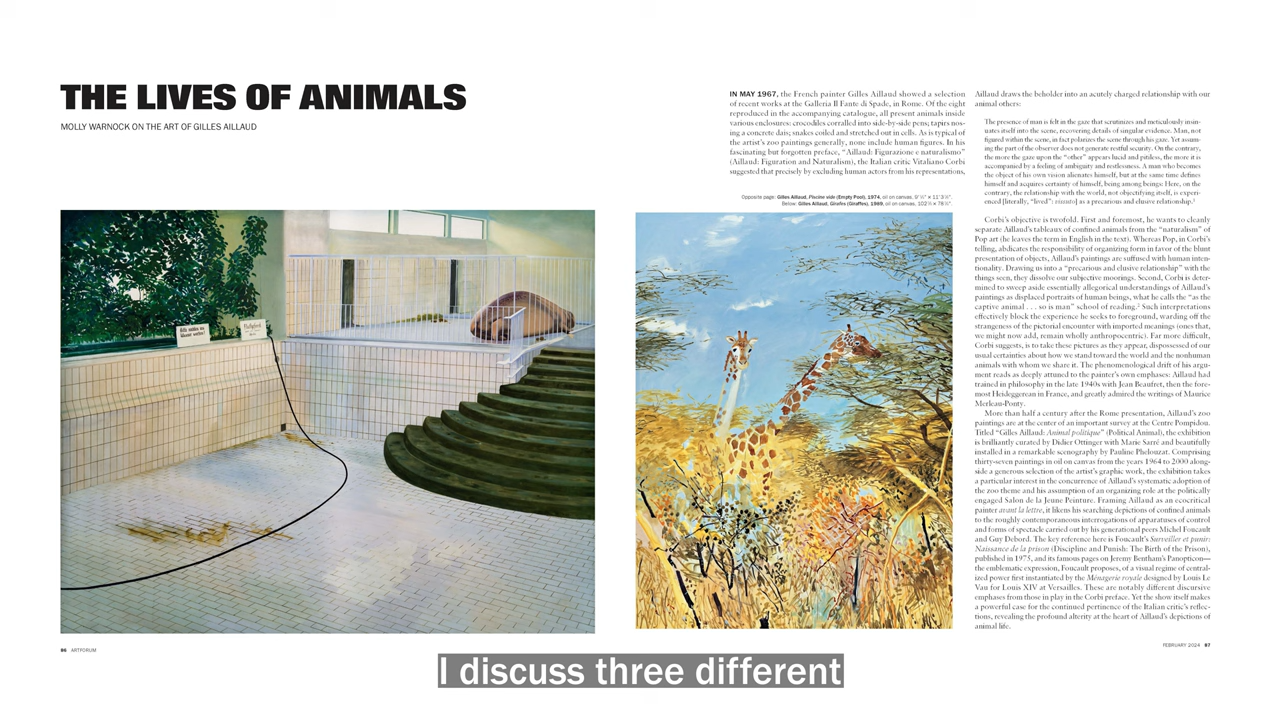 THE LIVES OF ANIMALS
MOLLY WARNOCK ON THE ART OF GILLES AILLAUD
IN MAY 1967, the French painter Gilles Aillaud showed a selection
of recent works at the Galleria Il Fante di Spade, in Rome. Of the eight
reproduced in the accompanying catalogue, all present animals inside
various enclosures: crocodiles corralled into side-by-side pens; tapirs nos-
ing a concrete dais; snakes coiled and stretched out in cells. As is typical of
the artist's zoo paintings generally, none include human figures. In his
fascinating but forgotten preface, "Aillaud: Figurazione e naturalismo"
(Aillaud: Figuration and Naturalism), the Italian critic Vitaliano Corbi
suggested that precisely by excluding human actors from his representations,
Opposite page: Gilles Aillaud, Piscine vide (Empty Pool), 1974, oil on canvas,
Below: Gilles Aillaud, Girafes (Giraffes), 1989, oil on canvas,
Aillaud draws the beholder into an acutely charged relationship with our
animal others:
The presence of man is felt in the gaze that scrutinizes and meticulously insin-
uates itself into the scene, recovering details of singular evidence. Man, not
figured within the scene, in fact polarizes the scene through his gaze. Yet assum-
ing the part of the observer does not generate restful security. On the contrary,
the more the gaze upon the "other" appears lucid and pitiless, the more it is
accompanied by a feeling of ambiguity and restlessness. A man who becomes
the object of his own vision alienates himself, but at the same time defines
himself and acquires certainty of himself, being among beings: Here, on the
contrary, the relationship with the world, not objectifying itself, is experi-
enced [literally, "lived": vissuto] as a precarious and elusive relationship.¹
Corbi's objective is twofold. First and foremost, he wants to cleanly
separate Aillaud's tableaux of confined animals from the "naturalism" of
Pop art (he leaves the term in English in the text). Whereas Pop, in Corbi's
telling, abdicates the responsibility of organizing form in favor of the blunt
presentation of objects, Aillaud's paintings are suffused with human inten-
tionality. Drawing us into a "precarious and elusive relationship" with the
things seen, they dissolve our subjective moorings. Second, Corbi is deter-
mined to sweep aside essentially allegorical understandings of Aillaud's
paintings as displaced portraits of human beings, what he calls the "as the
captive animal . . . so is man" school of reading.² Such interpretations
effectively block the experience he seeks to foreground, warding off the
strangeness of the pictorial encounter with imported meanings (ones that,
we might now add, remain wholly anthropocentric). Far more difficult,
Corbi suggests, is to take these pictures as they appear, dispossessed of our
usual certainties about how we stand toward the world and the nonhuman
animals with whom we share it. The phenomenological drift of his argu-
ment reads as deeply attuned to the painter's own emphases: Aillaud had
trained in philosophy in the late 1940s with Jean Beaufret, then the fore-
most Heideggerean in France, and greatly admired the writings of Maurice
Merleau-Ponty.
More than half a century after the Rome presentation, Aillaud's zoo
paintings are at the center of an important survey at the Centre Pompidou.
Titled "Gilles Aillaud: Animal politique" (Political Animal), the exhibition
is brilliantly curated by Didier Ottinger with Marie Sarré and beautifully
installed in a remarkable scenography by Pauline Phelouzat. Comprising
thirty-seven paintings in oil on canvas from the years 1964 to 2000 along-
side a generous selection of the artist's graphic work, the exhibition takes
a particular interest in the concurrence of Aillaud's systematic adoption of
the zoo theme and his assumption of an organizing role at the politically
engaged Salon de la Jeune Peinture. Framing Aillaud as an ecocritical
painter avant la lettre, it likens his searching depictions of confined animals
to the roughly contemporaneous interrogations of apparatuses of control
and forms of spectacle carried out by his generational peers Michel Foucault
and Guy Debord. The key reference here is Foucault's Surveiller et punir:
Naissance de la prison (Discipline and Punish: The Birth of the Prison),
published in 1975, and its famous pages on Jeremy Bentham's Panopticon—
the emblematic expression, Foucault proposes, of a visual regime of central-
ized power first instantiated by the Ménagerie royale designed by Louis Le
Vau for Louis XIV at Versailles. These are notably different discursive
emphases from those in play in the Corbi preface. Yet the show itself makes
a powerful case for the continued pertinence of the Italian critic's reflec-
tions, revealing the profound alterity at the heart of Aillaud's depictions of
animal life.
86 ARTFORUM
FEBRUARY 2024 87
I discuss three different